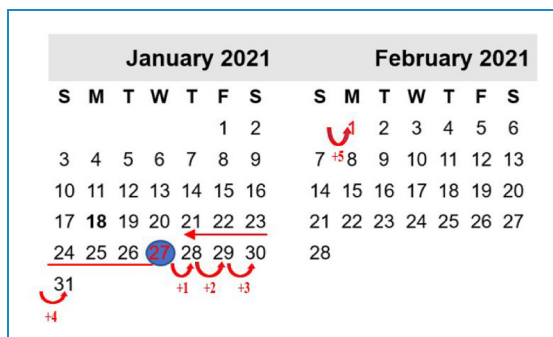 January 2021 February 2021
S M T W T F S S M T W T F S
1 2 1 2 3 4 5 6
3 4 5 6 7 8 9 7 +5 8 9 10 11 12 13
10 11 12 13 14 15 16 14 15 16 17 18 19 20
17 18 19 20 21 22 23 21 22 23 24 25 26 27
24 25 26 27 28 29 30 28
31 +1 +2 +3
+4